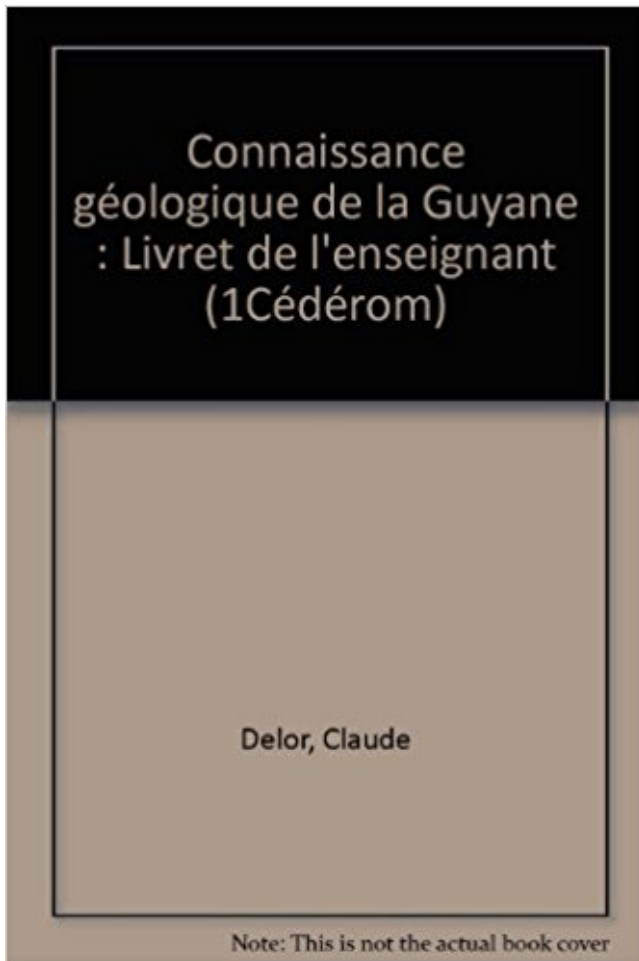 Connaissance
géologique de la Guyane
: Livret de l'enseignant
(1Cédérom)
Delor, Claude
Note: This is not the actual book cover